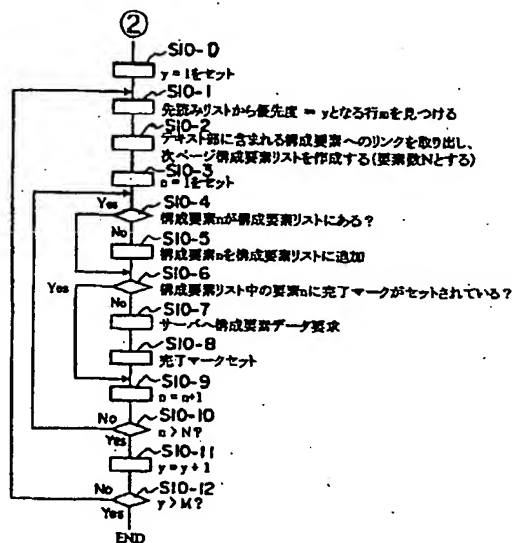 ②
S10-0
y = 1をセット
S10-1
先読みリストから優先度 = yとなる行mを見つける
S10-2
テキスト部に含まれる構成要素へのリンクを取り出し、
次ページ構成要素リストを作成する(要素数Nとする)
S10-3
n = 1をセット
Yes
S10-4
構成要素nが構成要素リストにある?
No
S10-5
構成要素nを構成要素リストに追加
Yes
S10-6
構成要素リスト中の要素nに完了マークがセットされている?
No
S10-7
サーバへ構成要素データ要求
S10-8
完了マークセット
S10-9
n = n+1
No
S10-10
n > N?
Yes
S10-11
y = y + 1
No
S10-12
y > M?
Yes
END